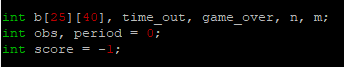 int b[25][40], time_out, game_over, n, m;
int obs, period = 0;
int score = -1;